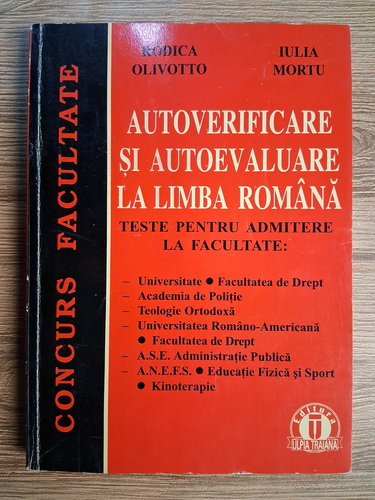 CONCURS FACULTATE
RODICA
OLIVOTTO
IULIA
MORTU
AUTOVERIFICARE
ȘI AUTOEVALUARE
LA LIMBA ROMÂNĂ
TESTE PENTRU ADMITERE
LA FACULTATE:
– Universitate ● Facultatea de Drept
– Academia de Poliție
– Teologie Ortodoxă
– Universitatea Româno-Americană
● Facultatea de Drept
– A.S.E. Administrație Publică
– A.N.E.F.S. ● Educație Fizică și Sport
● Kinoterapie
Editura
ULPIA TRAIANA